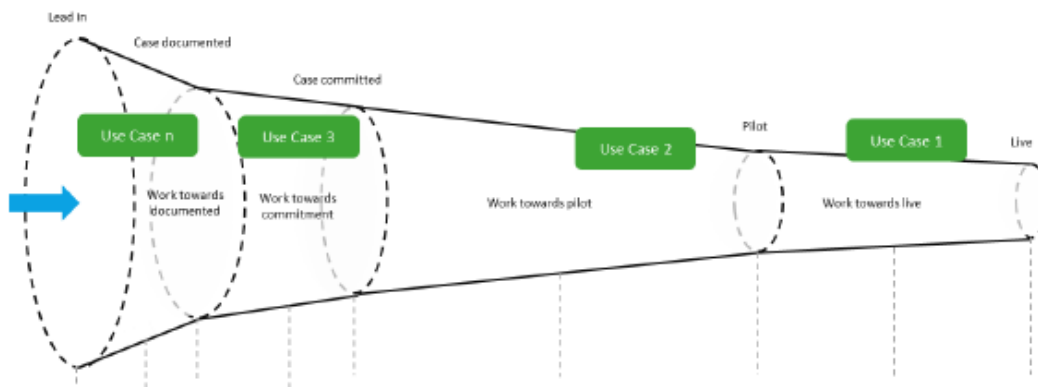 Lead in
Case documented
Case committed
Pilot
Live
Use Case n
Use Case 3
Use Case 2
Use Case 1
Work towards
documented
Work towards
commitment
Work towards pilot
Work towards live